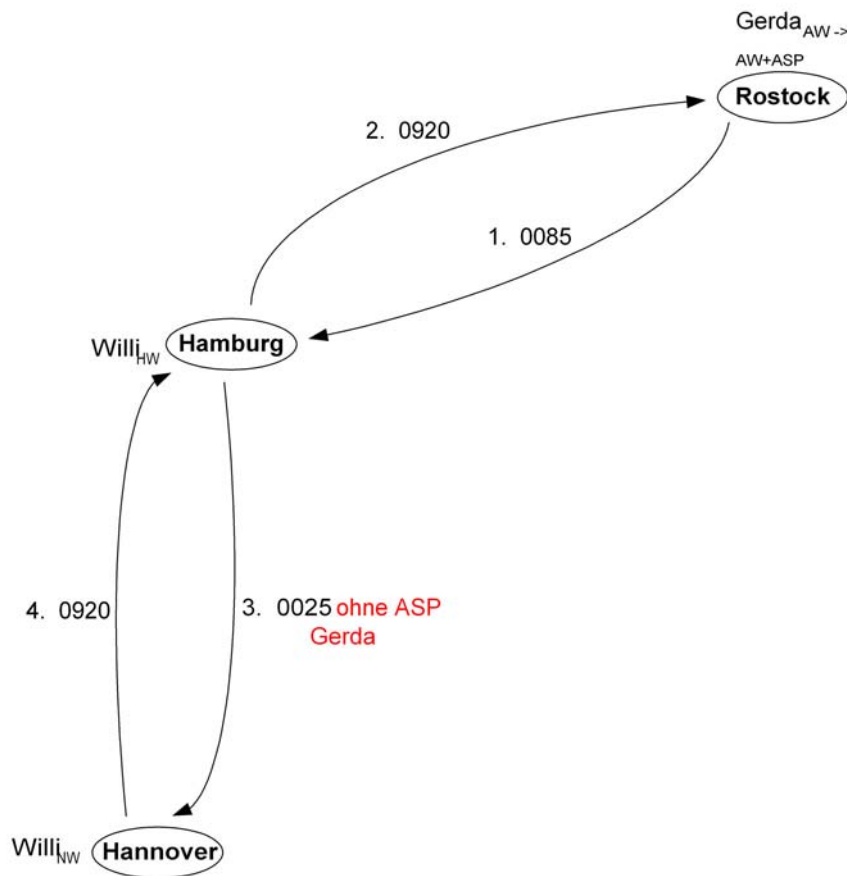 Gerda AW ->
AW+ASP
Rostock
2. 0920
1. 0085
Willi HW
Hamburg
4. 0920
3. 0025 ohne ASP
Gerda
Willi NW
Hannover